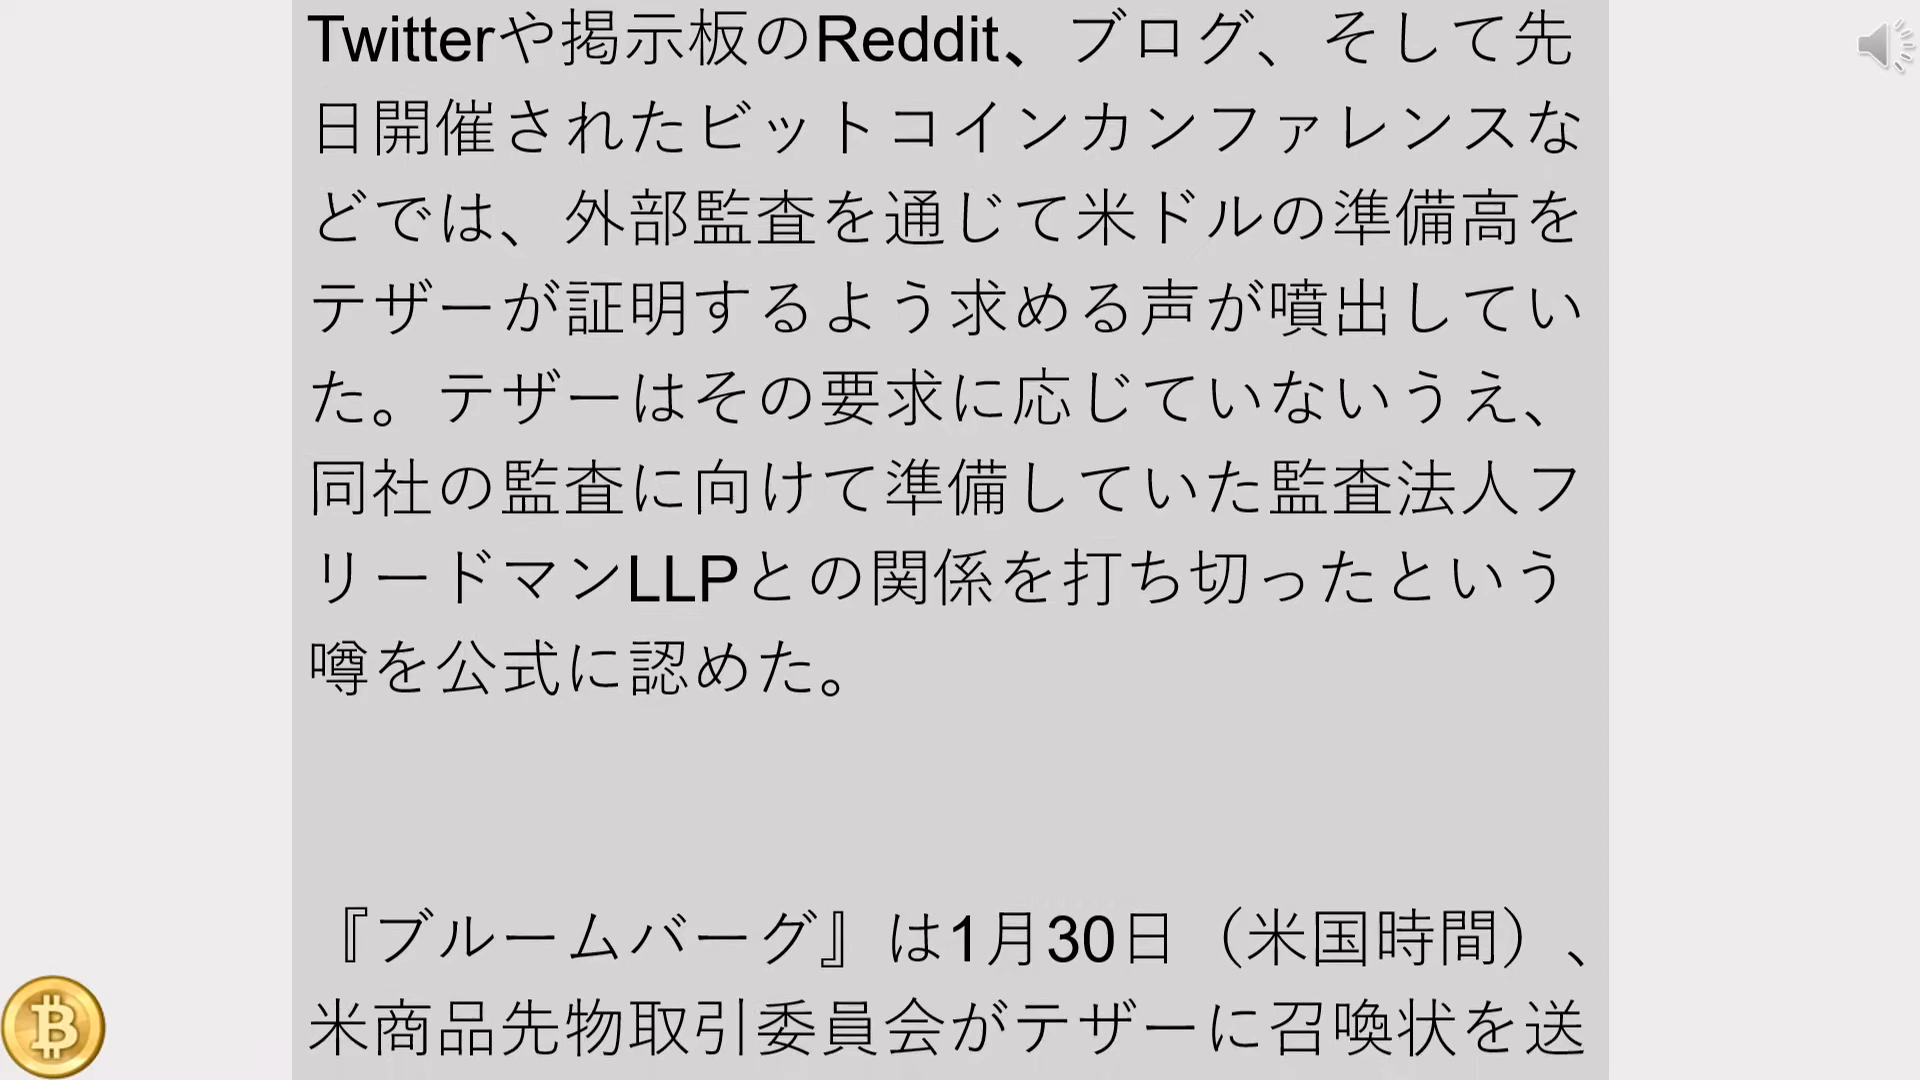 Twitterや掲示板のReddit、ブログ、そして先
日開催されたビットコインカンファレンスな
どでは、外部監査を通じて米ドルの準備高を
テザーが証明するよう求める声が噴出してい
た。テザーはその要求に応じていないうえ、
同社の監査に向けて準備していた監査法人フ
リードマンLLPとの関係を打ち切ったという
噂を公式に認めた。
『ブルームバーグ』は1月30日（米国時間）、
米商品先物取引委員会がテザーに召喚状を送